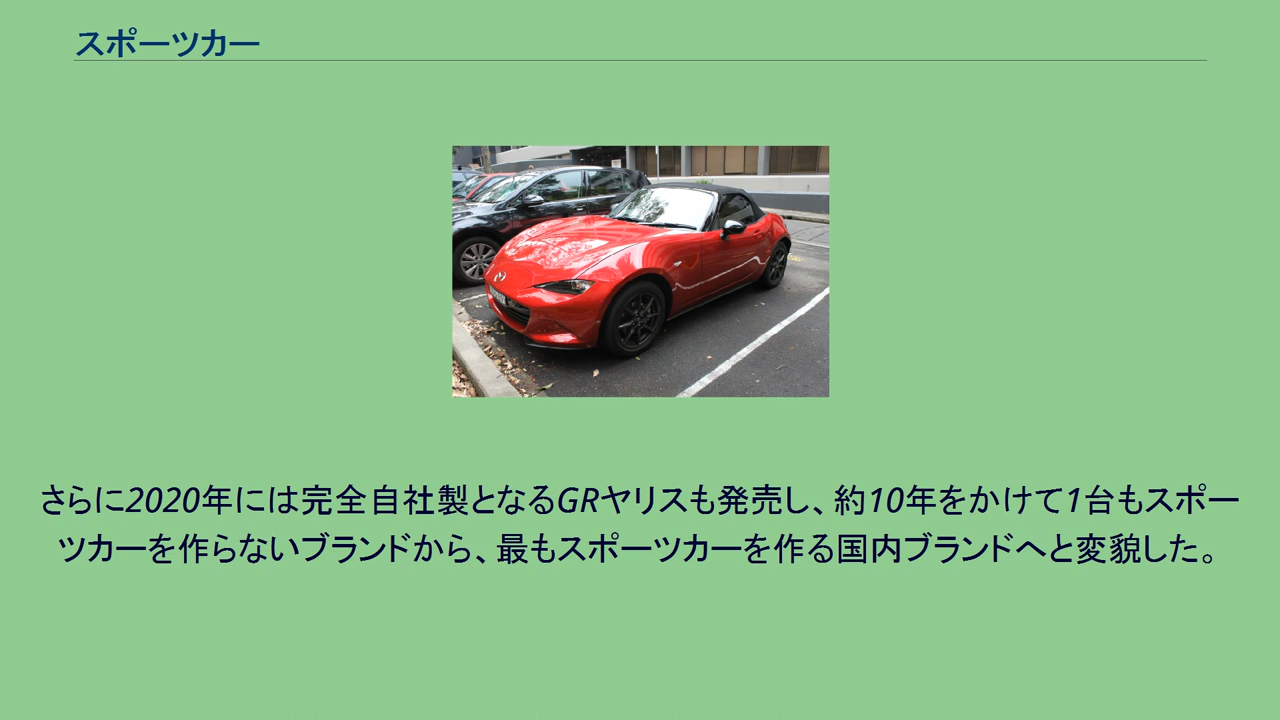 スポーツカー
さらに2020年には完全自社製となるGRヤリスも発売し、約10年をかけて1台もスポー
ツカーを作らないブランドから、最もスポーツカーを作る国内ブランドへと変貌した。